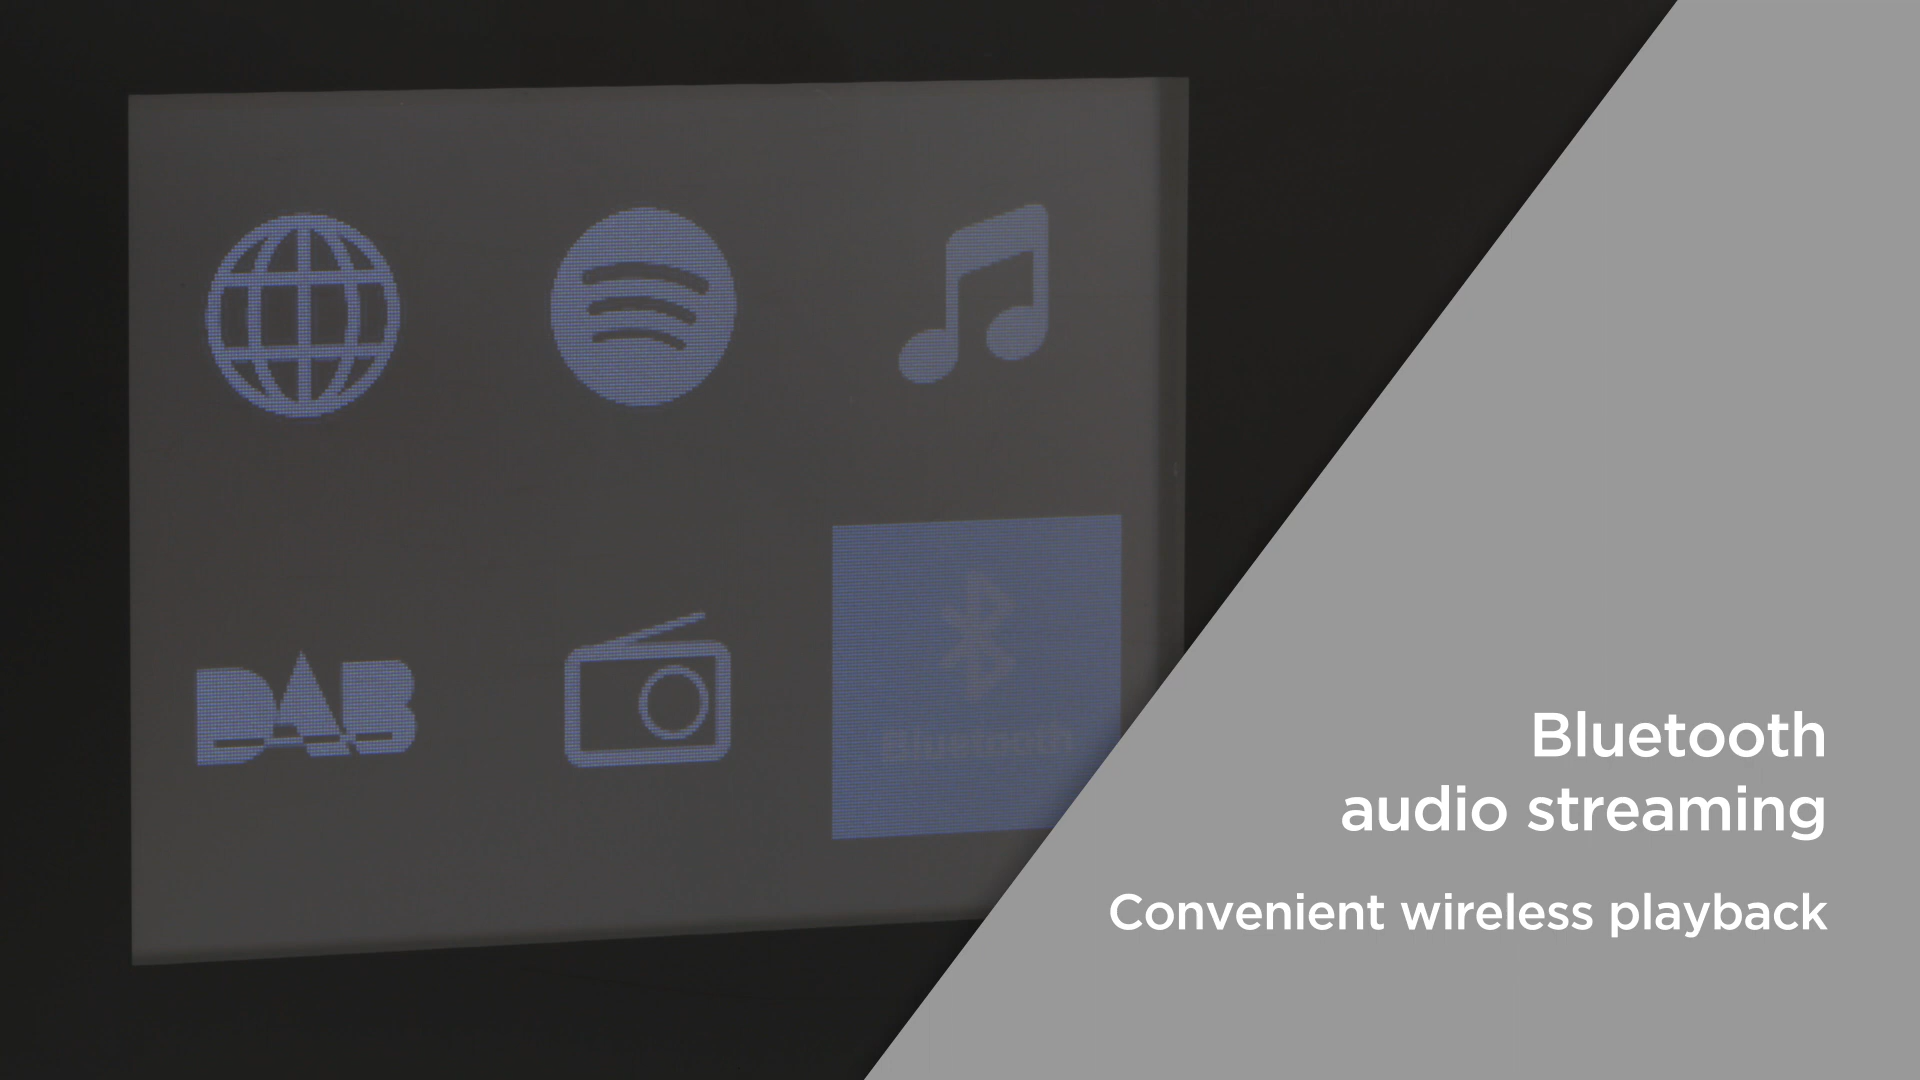 DAB
Bluetooth
Bluetooth
audio streaming
Convenient wireless playback